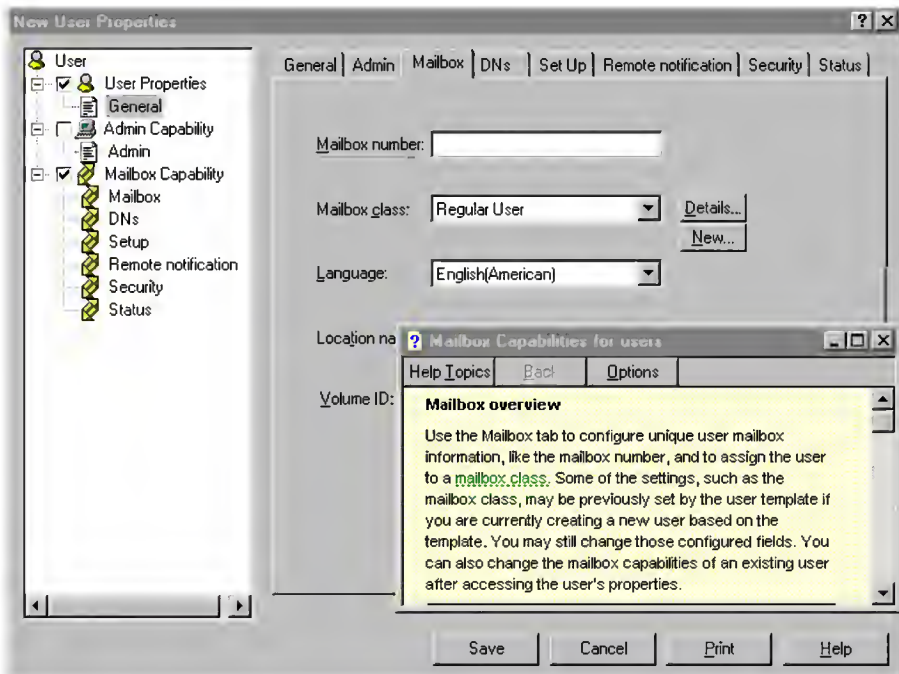 New User Properties
User
User Properties
General
Admin Capability
Admin
Mailbox Capability
Mailbox
DNs
Setup
Remote notification
Security
Status
General Admin Mailbox DNs Set Up Remote notification Security Status
Mailbox number:
Mailbox class: Regular User Details...
New...
Language: English(American)
Location na
Volume ID:
Mailbox Capabilities for users
Help Topics Back Options
Mailbox overview
Use the Mailbox tab to configure unique user mailbox
information, like the mailbox number, and to assign the user
to a mailbox class. Some of the settings, such as the
mailbox class, may be previously set by the user template if
you are currently creating a new user based on the
template. You may still change those configured fields. You
can also change the mailbox capabilities of an existing user
after accessing the user's properties.
Save Cancel Print Help